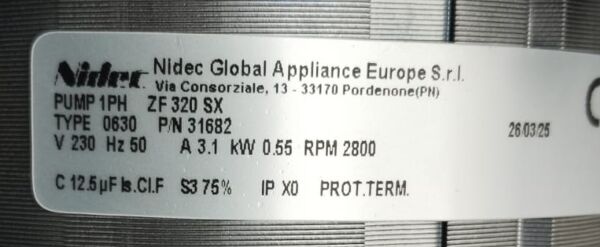 Nidec Nidec Global Appliance Europe S.r.l.
Via Consorziale, 13 - 33170 Pordenone(PN)
PUMP 1PH ZF 320 SX
TYPE 0630 P/N 31682
26/03/25
V 230 Hz 50 A 3.1 kW 0.55 RPM 2800
C 12.5µF Is.Cl.F S3 75% IP X0 PROT.TERM.